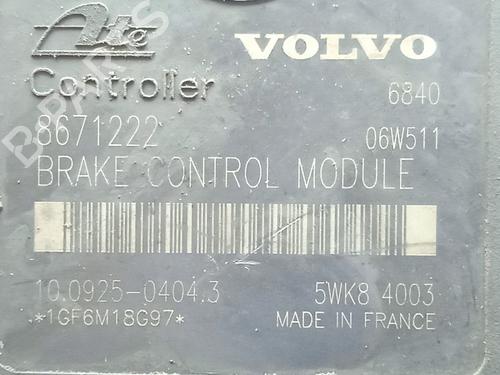 Ate VOLVO
Controller 6840
8671222 06W511
BRAKE CONTROL MODULE
10.0925-0404.3 5WK8 4003
*1GF6M18G97* MADE IN FRANCE
B-PARTS